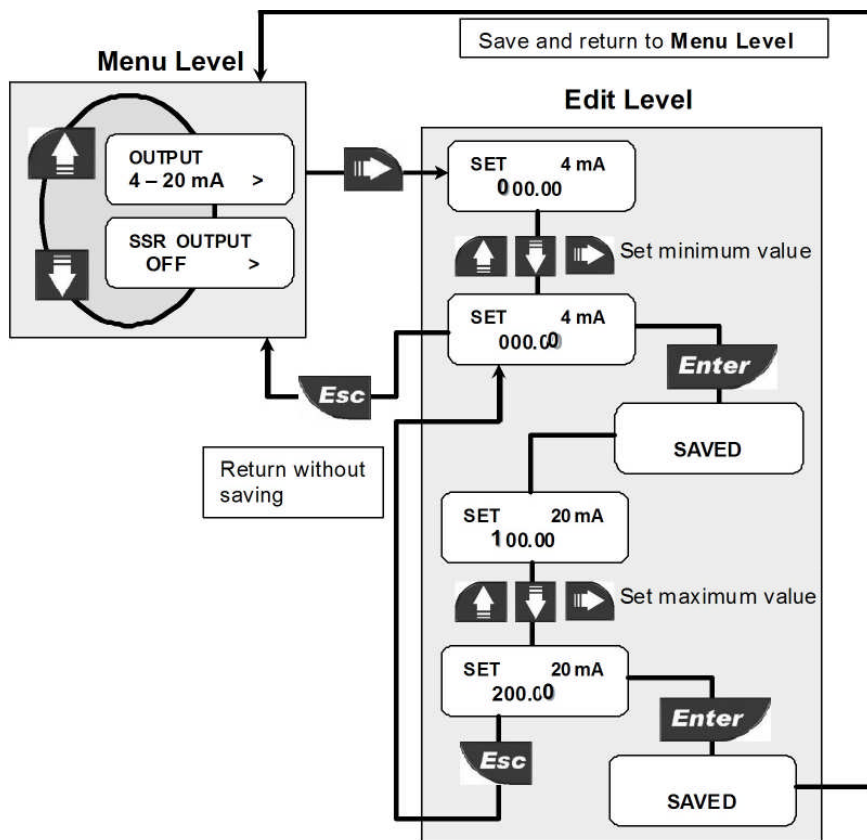 Save and return to Menu Level
Menu Level
Edit Level
OUTPUT
4 – 20 mA >
SSR OUTPUT
OFF >
SET 4 mA
000.00
Set minimum value
SET 4 mA
000.00
Enter
Esc
SAVED
Return without
saving
SET 20 mA
100.00
Set maximum value
SET 20 mA
200.00
Enter
Esc
SAVED